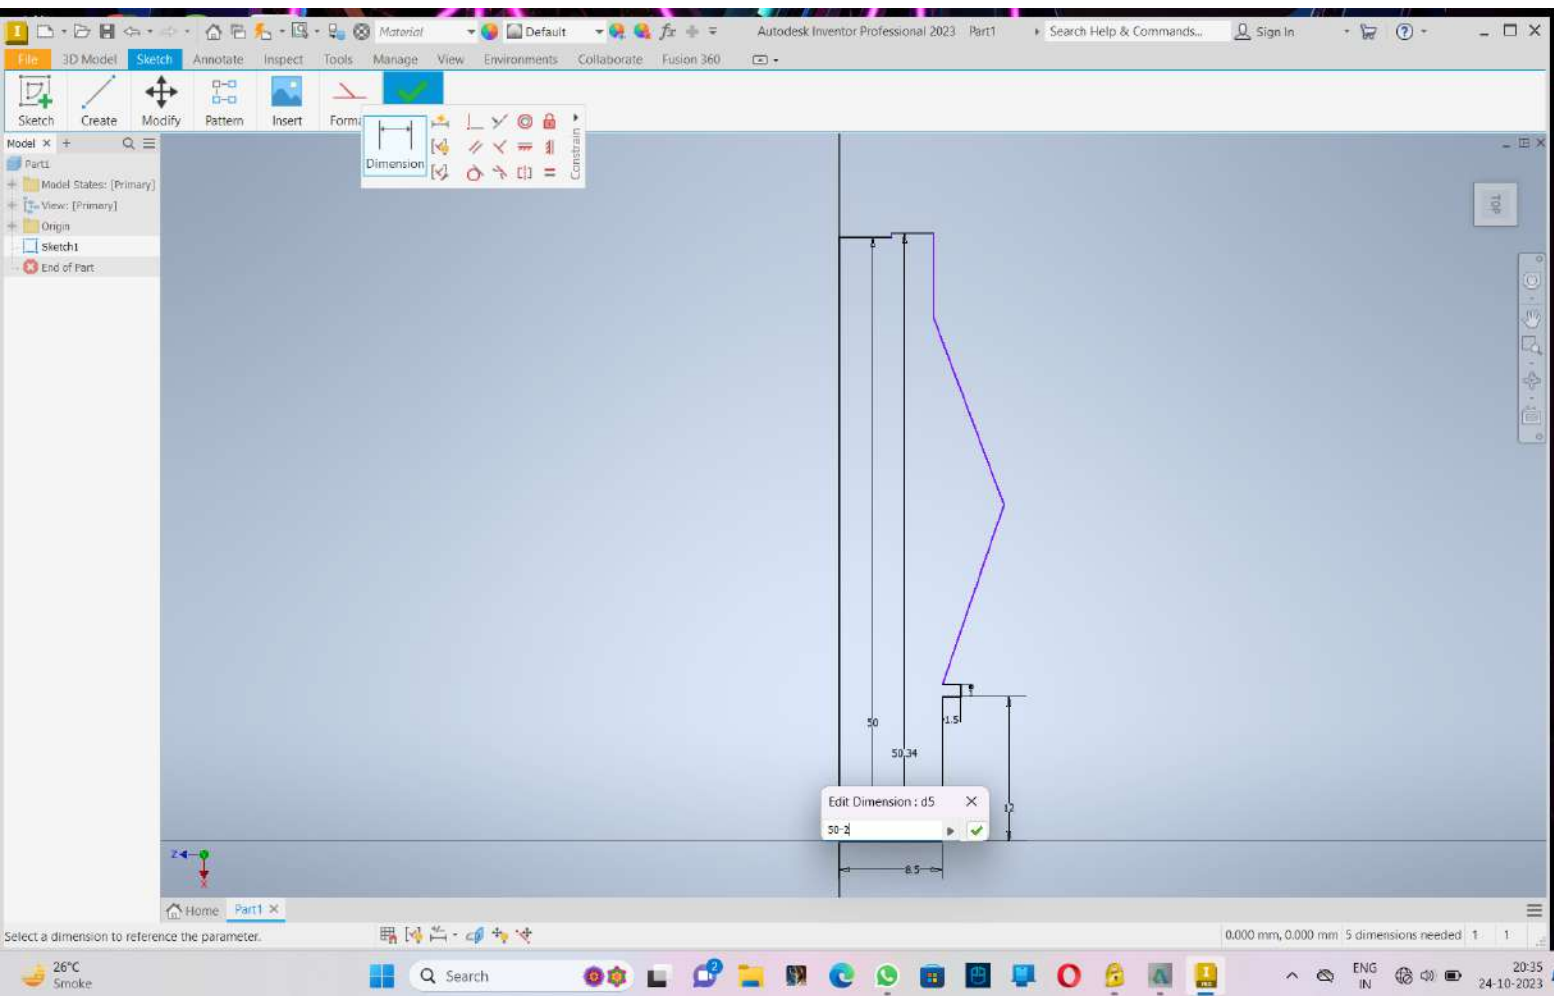 Material
Default
fx
Autodesk Inventor Professional 2023 Part1
Search Help & Commands...
Sign In
File 3D Model Sketch Annotate Inspect Tools Manage View Environments Collaborate Fusion 360
Sketch Create Modify Pattern Insert Forma
Dimension
Constrain
Model × +
Part1
Model States: [Primary]
View: [Primary]
Origin
Sketch1
End of Part
TOP
50
1.5
50.34
Edit Dimension : d5
50-2
12
8.5
Z
X
Home Part1 ×
Select a dimension to reference the parameter.
0.000 mm, 0.000 mm 5 dimensions needed 1 1
26°C
Smoke
Search
2
ENG
IN
20:35
24-10-2023